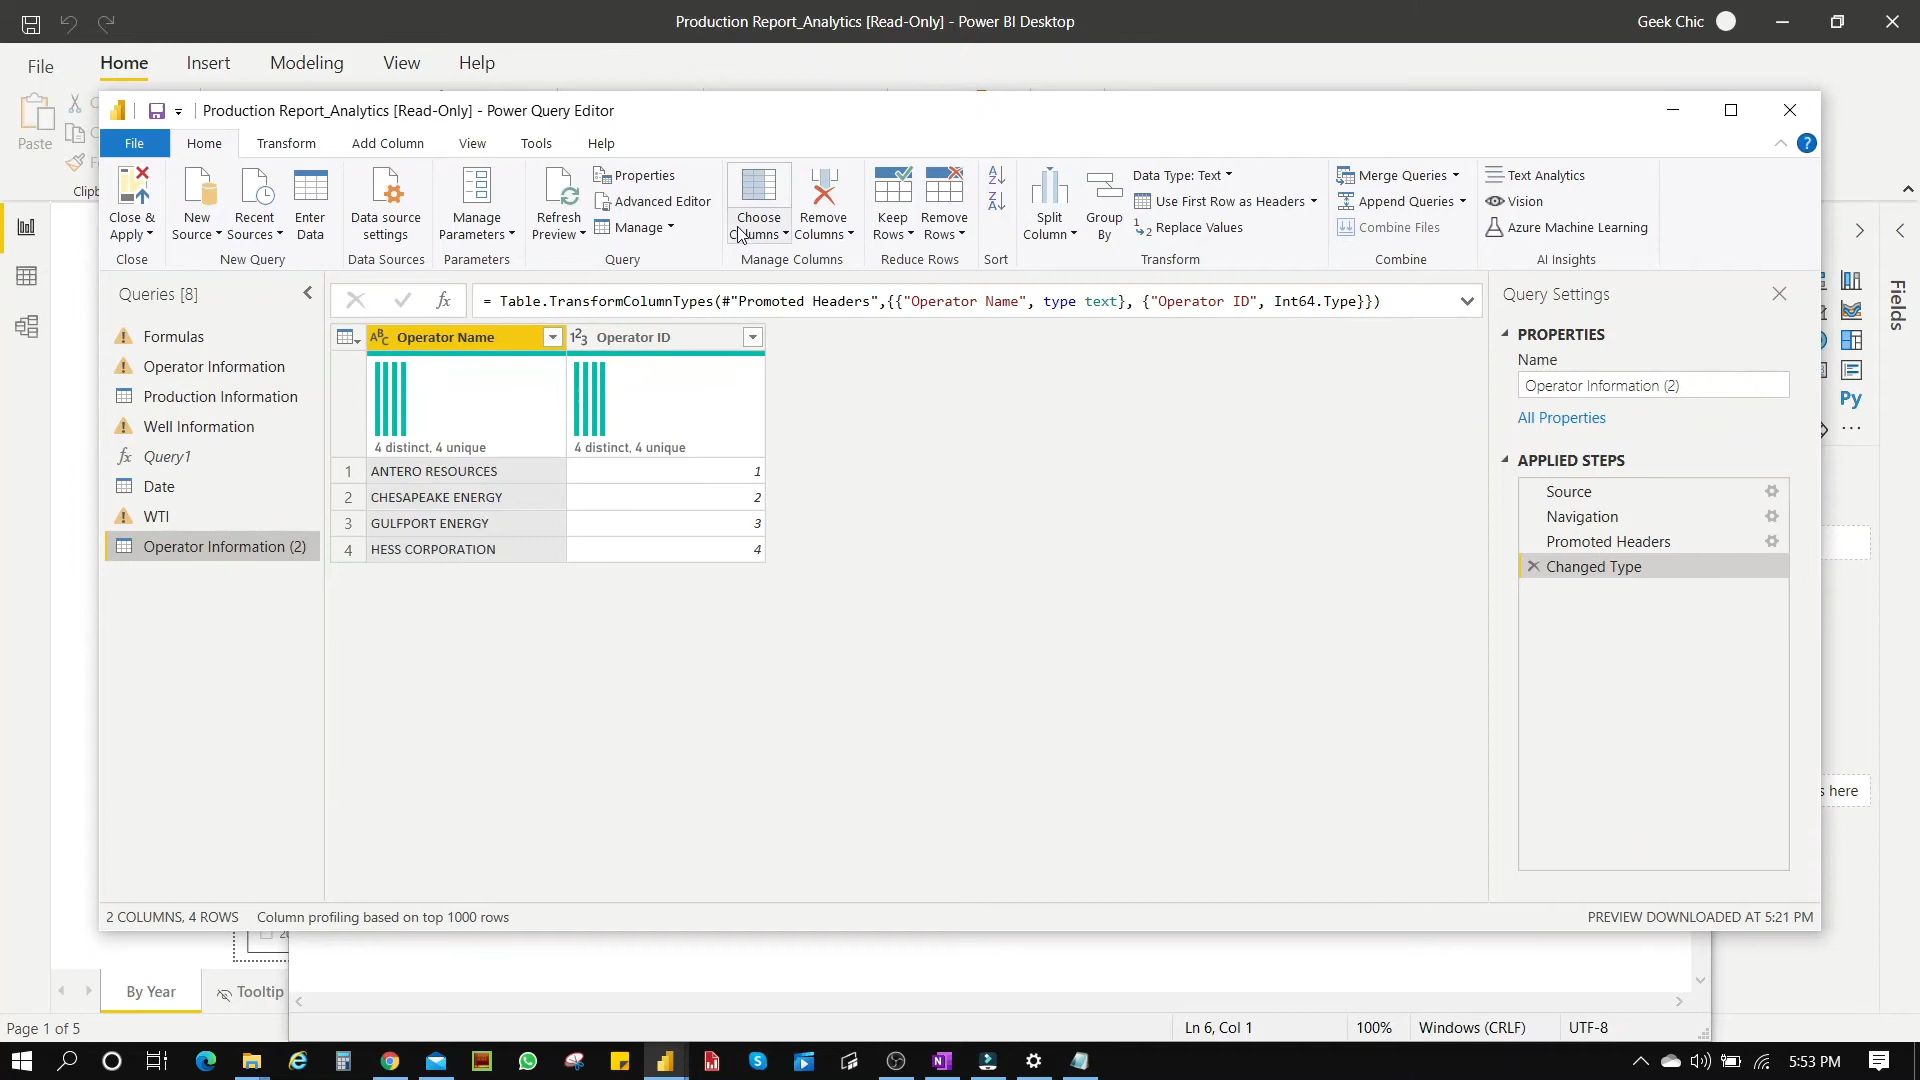 Production Report_Analytics [Read-Only] - Power BI Desktop
Geek Chic
File
Home
Insert
Modeling
View
Help
Paste
Clipb
Production Report_Analytics [Read-Only] - Power Query Editor
File
Home
Transform
Add Column
View
Tools
Help
Close &
Apply
Close
New
Source
Recent
Sources
Enter
Data
New Query
Data source
settings
Data Sources
Manage
Parameters
Parameters
Refresh
Preview
Properties
Advanced Editor
Manage
Query
Choose
Columns
Remove
Columns
Manage Columns
Keep
Rows
Remove
Rows
Reduce Rows
Sort
Split
Column
Group
By
Data Type: Text
Use First Row as Headers
Replace Values
Transform
Merge Queries
Append Queries
Combine Files
Combine
Text Analytics
Vision
Azure Machine Learning
AI Insights
Queries [8]
Formulas
Operator Information
Production Information
Well Information
Query1
Date
WTI
Operator Information (2)
= Table.TransformColumnTypes(#"Promoted Headers",{{"Operator Name", type text}, {"Operator ID", Int64.Type}})
Operator Name
Operator ID
4 distinct, 4 unique
4 distinct, 4 unique
1 ANTERO RESOURCES 1
2 CHESAPEAKE ENERGY 2
3 GULFPORT ENERGY 3
4 HESS CORPORATION 4
Query Settings
PROPERTIES
Name
Operator Information (2)
All Properties
APPLIED STEPS
Source
Navigation
Promoted Headers
Changed Type
Fields
Py
s here
2 COLUMNS, 4 ROWS
Column profiling based on top 1000 rows
PREVIEW DOWNLOADED AT 5:21 PM
By Year
Tooltip
Page 1 of 5
Ln 6, Col 1
100%
Windows (CRLF)
UTF-8
5:53 PM